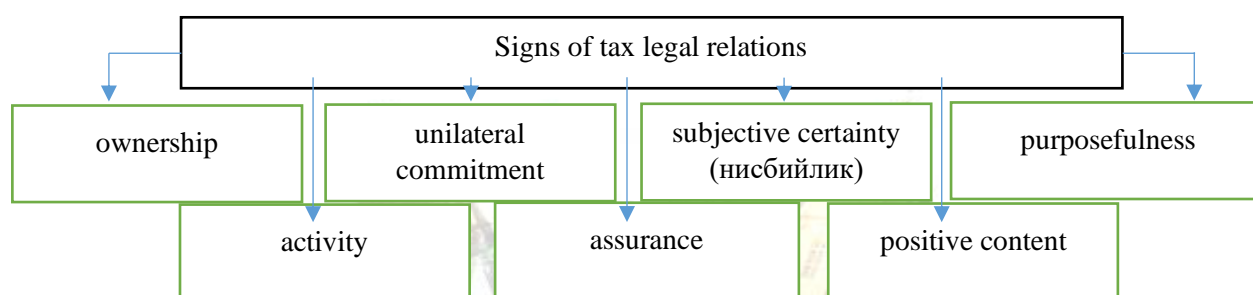 Signs of tax legal relations
ownership
unilateral
commitment
subjective certainty
(нисбийлик)
purposefulness
activity
assurance
positive content